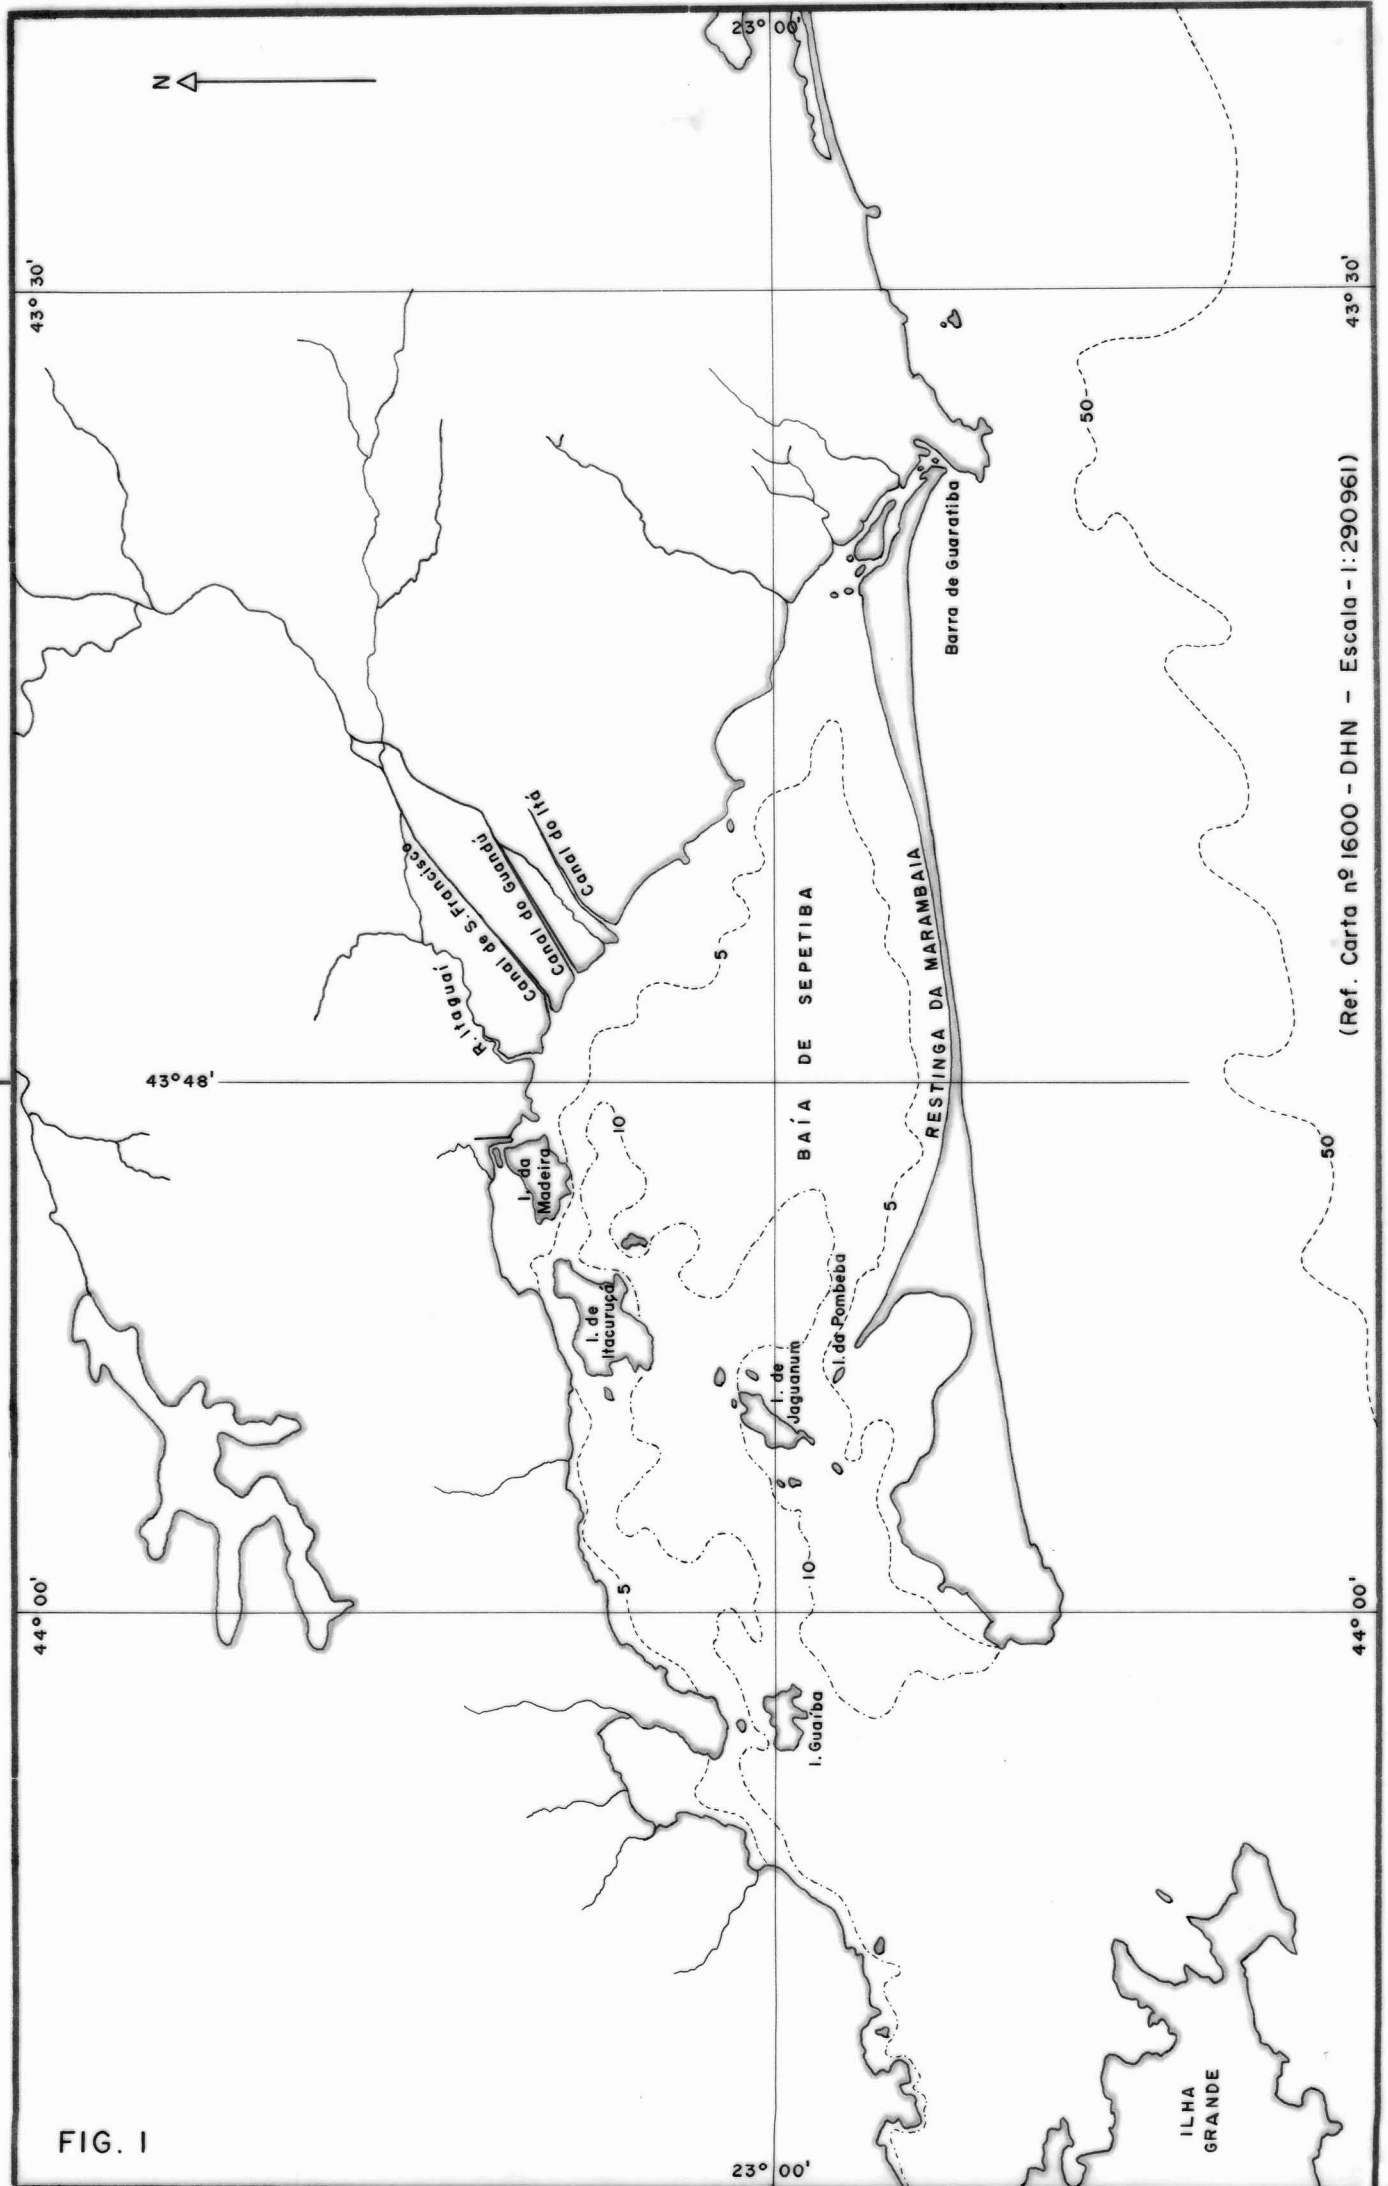 FIG. 1
N
23° 00'
23° 00'
43° 30'
43° 30'
43° 48'
44° 00'
44° 00'
R. Itaguaí
Canal de S. Francisco
Canal do Guandú
Canal do Itá
I. da
Madeira
I. de
Itacuruçá
I. de
Jaguanum
I. da Pombeba
I. Guaíba
BAÍA DE SEPETIBA
RESTINGA DA MARAMBAIA
Barra de Guaratiba
ILHA
GRANDE
5
5
5
10
10
50
50
(Ref. Carta nº 1600 - DHN - Escala - 1:290961)